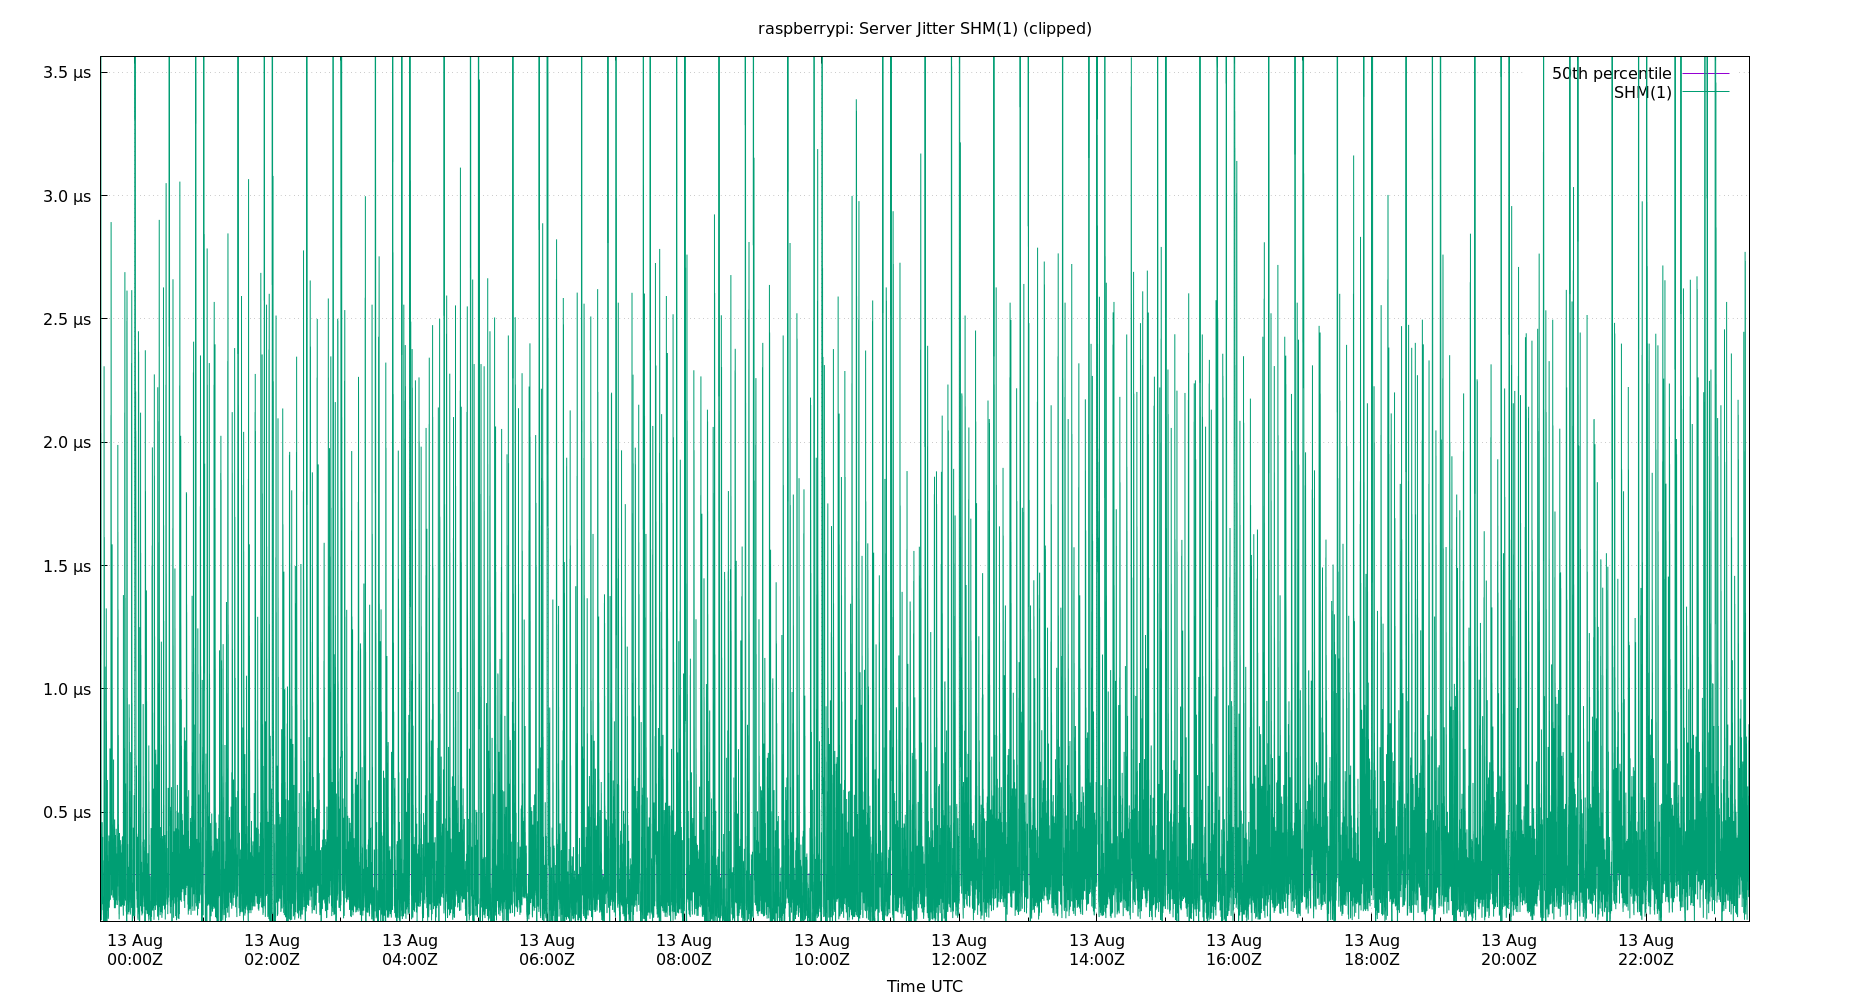 raspberrypi: Server Jitter SHM(1) (clipped)
3.5 μs
3.0 μs
2.5 μs
2.0 μs
1.5 μs
1.0 μs
0.5 μs
50th percentile
SHM(1)
13 Aug 13 Aug 13 Aug 13 Aug 13 Aug 13 Aug 13 Aug 13 Aug 13 Aug 13 Aug 13 Aug 13 Aug
00:00Z 02:00Z 04:00Z 06:00Z 08:00Z 10:00Z 12:00Z 14:00Z 16:00Z 18:00Z 20:00Z 22:00Z
Time UTC